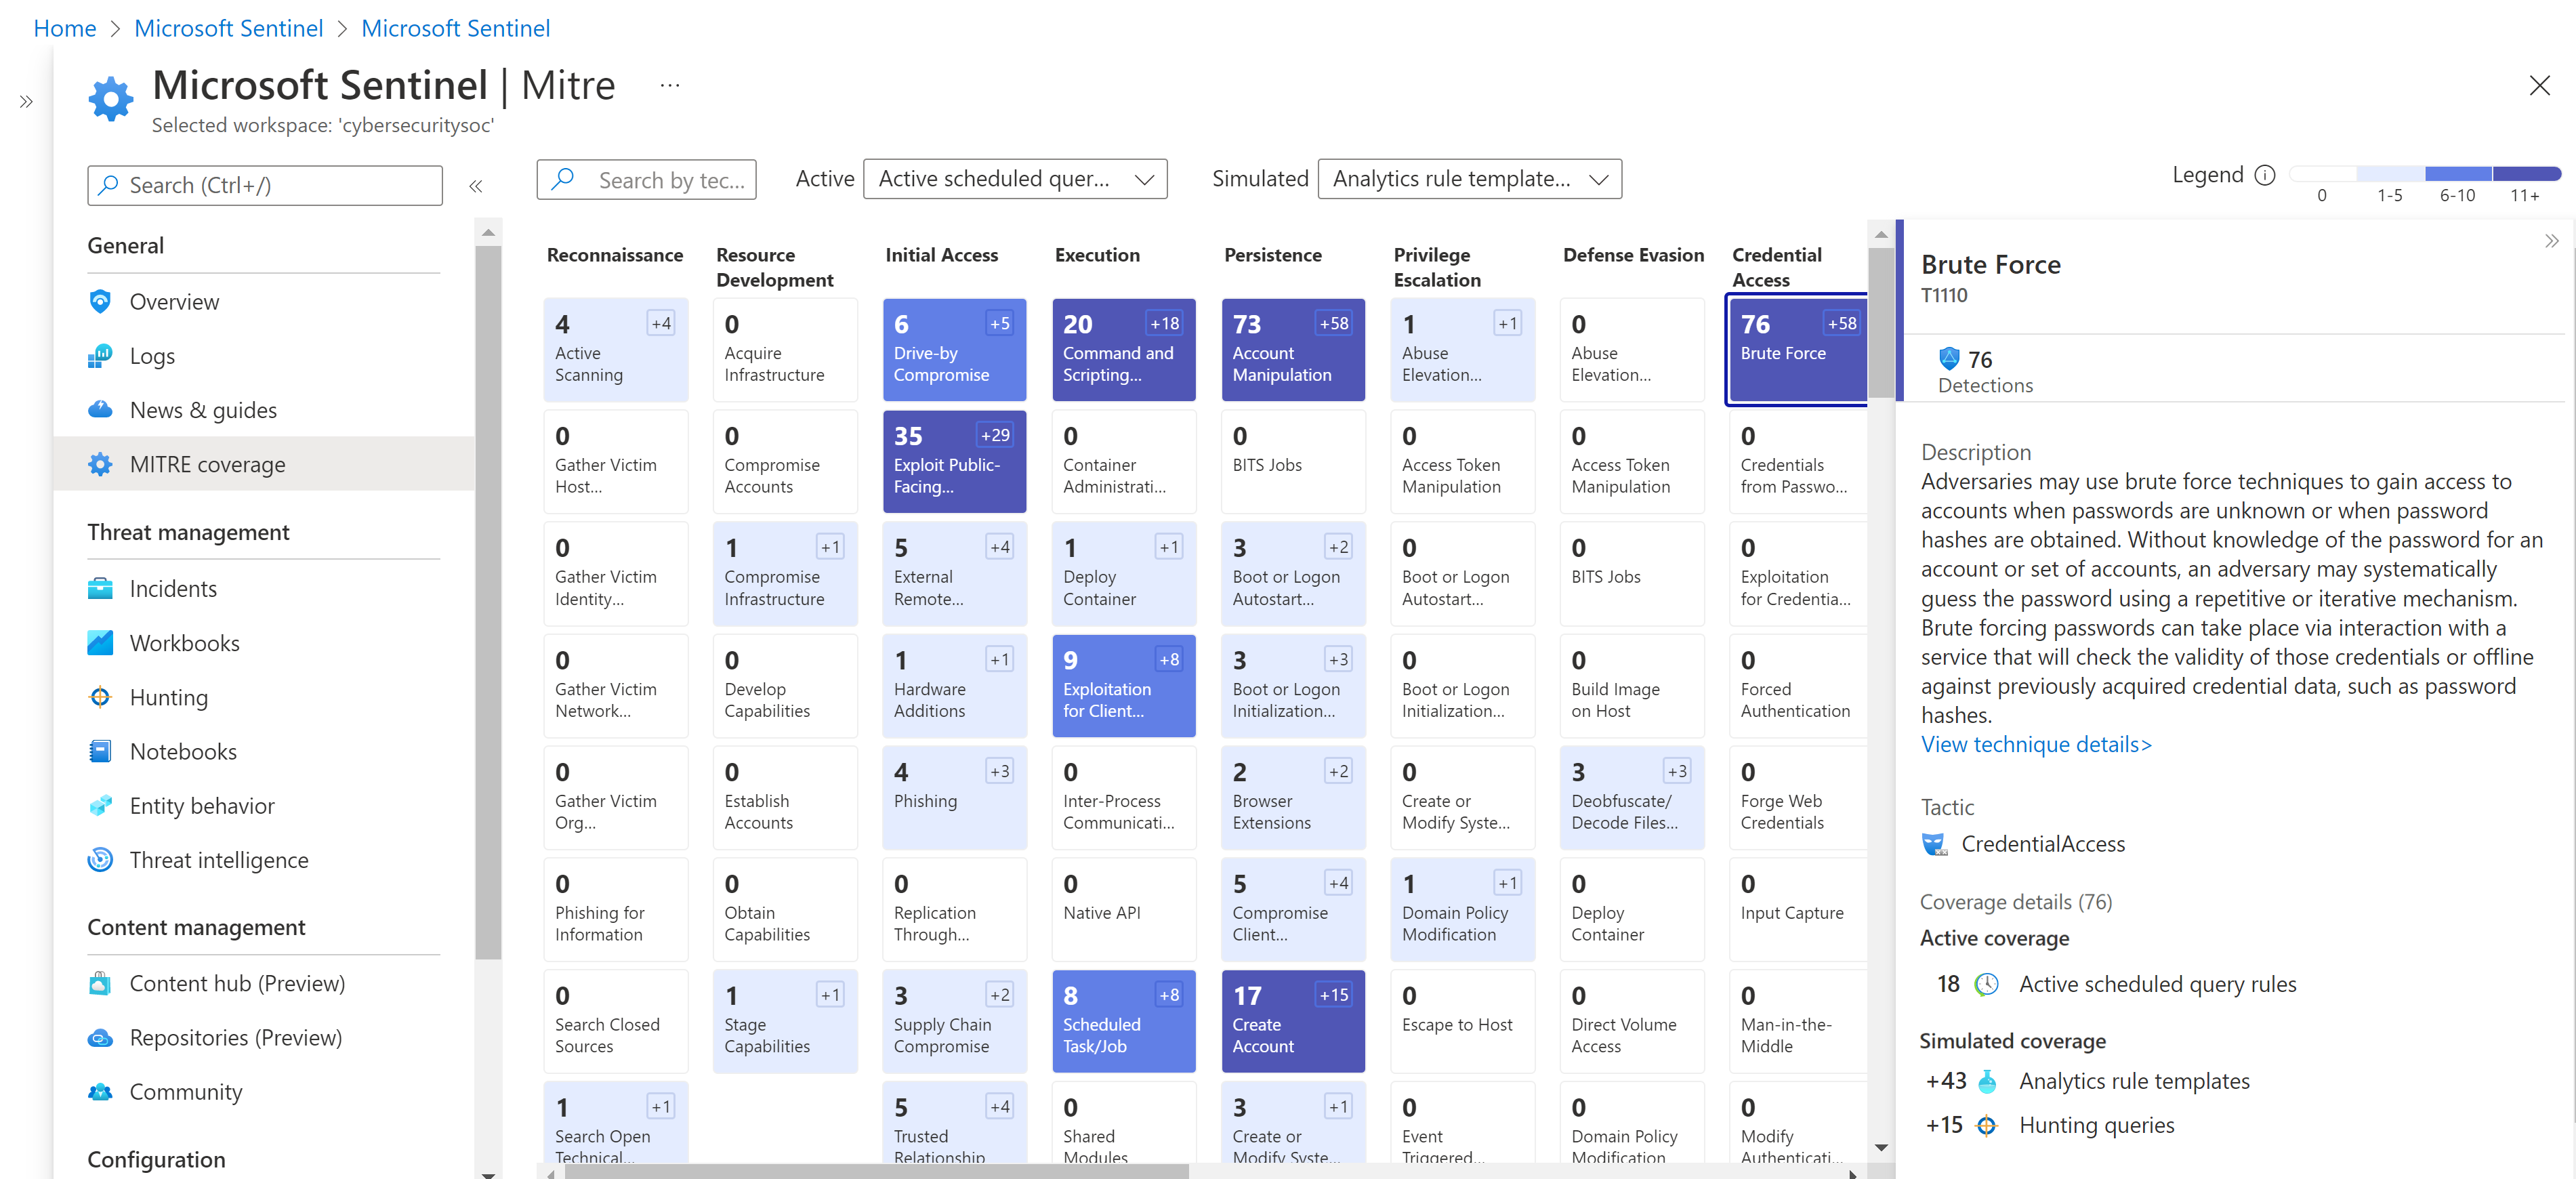 Home > Microsoft Sentinel > Microsoft Sentinel
Microsoft Sentinel | Mitre ...
Selected workspace: 'cybersecuritysoc'
Search (Ctrl+/)
General
Overview
Logs
News & guides
MITRE coverage
Threat management
Incidents
Workbooks
Hunting
Notebooks
Entity behavior
Threat intelligence
Content management
Content hub (Preview)
Repositories (Preview)
Community
Configuration
Search by tec...
Active
Active scheduled quer...
Simulated
Analytics rule template...
Legend
0 1-5 6-10 11+
Reconnaissance
4 +4
Active
Scanning
0
Gather Victim
Host...
0
Gather Victim
Identity...
0
Gather Victim
Network...
0
Gather Victim
Org...
0
Phishing for
Information
0
Search Closed
Sources
1 +1
Search Open
Technical...
Resource
Development
0
Acquire
Infrastructure
0
Compromise
Accounts
1 +1
Compromise
Infrastructure
0
Develop
Capabilities
0
Establish
Accounts
0
Obtain
Capabilities
1 +1
Stage
Capabilities
Initial Access
6 +5
Drive-by
Compromise
35 +29
Exploit Public-
Facing...
5 +4
External
Remote...
1 +1
Hardware
Additions
4 +3
Phishing
0
Replication
Through...
3 +2
Supply Chain
Compromise
5 +4
Trusted
Relationship
Execution
20 +18
Command and
Scripting...
0
Container
Administrati...
1 +1
Deploy
Container
9 +8
Exploitation
for Client...
0
Inter-Process
Communicati...
0
Native API
8 +8
Scheduled
Task/Job
0
Shared
Modules
Persistence
73 +58
Account
Manipulation
0
BITS Jobs
3 +2
Boot or Logon
Autostart...
3 +3
Boot or Logon
Initialization...
2 +2
Browser
Extensions
5 +4
Compromise
Client...
17 +15
Create
Account
3 +1
Create or
Modify Syste...
Privilege
Escalation
1 +1
Abuse
Elevation...
0
Access Token
Manipulation
0
Boot or Logon
Autostart...
0
Boot or Logon
Initialization...
0
Create or
Modify Syste...
1 +1
Domain Policy
Modification
0
Escape to Host
0
Event
Triggered...
Defense Evasion
0
Abuse
Elevation...
0
Access Token
Manipulation
0
BITS Jobs
0
Build Image
on Host
3 +3
Deobfuscate/
Decode Files...
0
Deploy
Container
0
Direct Volume
Access
0
Domain Policy
Modification
Credential
Access
76 +58
Brute Force
0
Credentials
from Passwo...
0
Exploitation
for Credentia...
0
Forced
Authentication
0
Forge Web
Credentials
0
Input Capture
0
Man-in-the-
Middle
0
Modify
Authenticati...
Brute Force
T1110
76
Detections
Description
Adversaries may use brute force techniques to gain access to
accounts when passwords are unknown or when password
hashes are obtained. Without knowledge of the password for an
account or set of accounts, an adversary may systematically
guess the password using a repetitive or iterative mechanism.
Brute forcing passwords can take place via interaction with a
service that will check the validity of those credentials or offline
against previously acquired credential data, such as password
hashes.
View technique details>
Tactic
CredentialAccess
Coverage details (76)
Active coverage
18 Active scheduled query rules
Simulated coverage
+43 Analytics rule templates
+15 Hunting queries